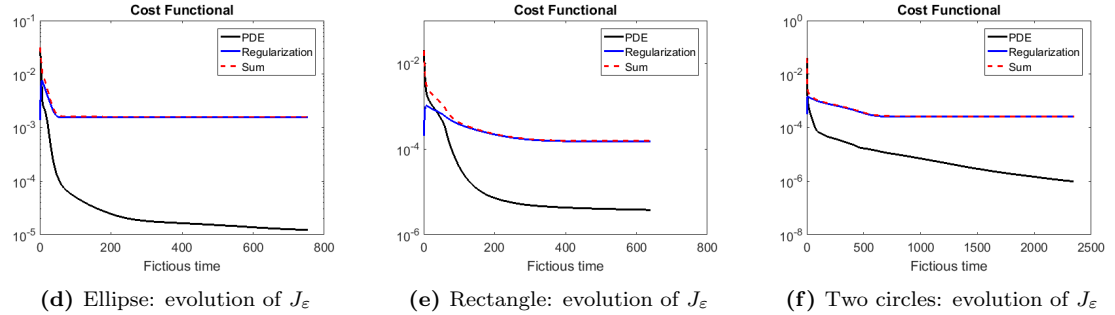 Cost Functional
10^-1
10^-2
10^-3
10^-4
10^-5
0 200 400 600 800
Fictious time
PDE
Regularization
Sum
(d) Ellipse: evolution of J_ε
Cost Functional
10^-2
10^-4
10^-6
0 200 400 600 800
Fictious time
PDE
Regularization
Sum
(e) Rectangle: evolution of J_ε
Cost Functional
10^0
10^-2
10^-4
10^-6
10^-8
0 500 1000 1500 2000 2500
Fictious time
PDE
Regularization
Sum
(f) Two circles: evolution of J_ε